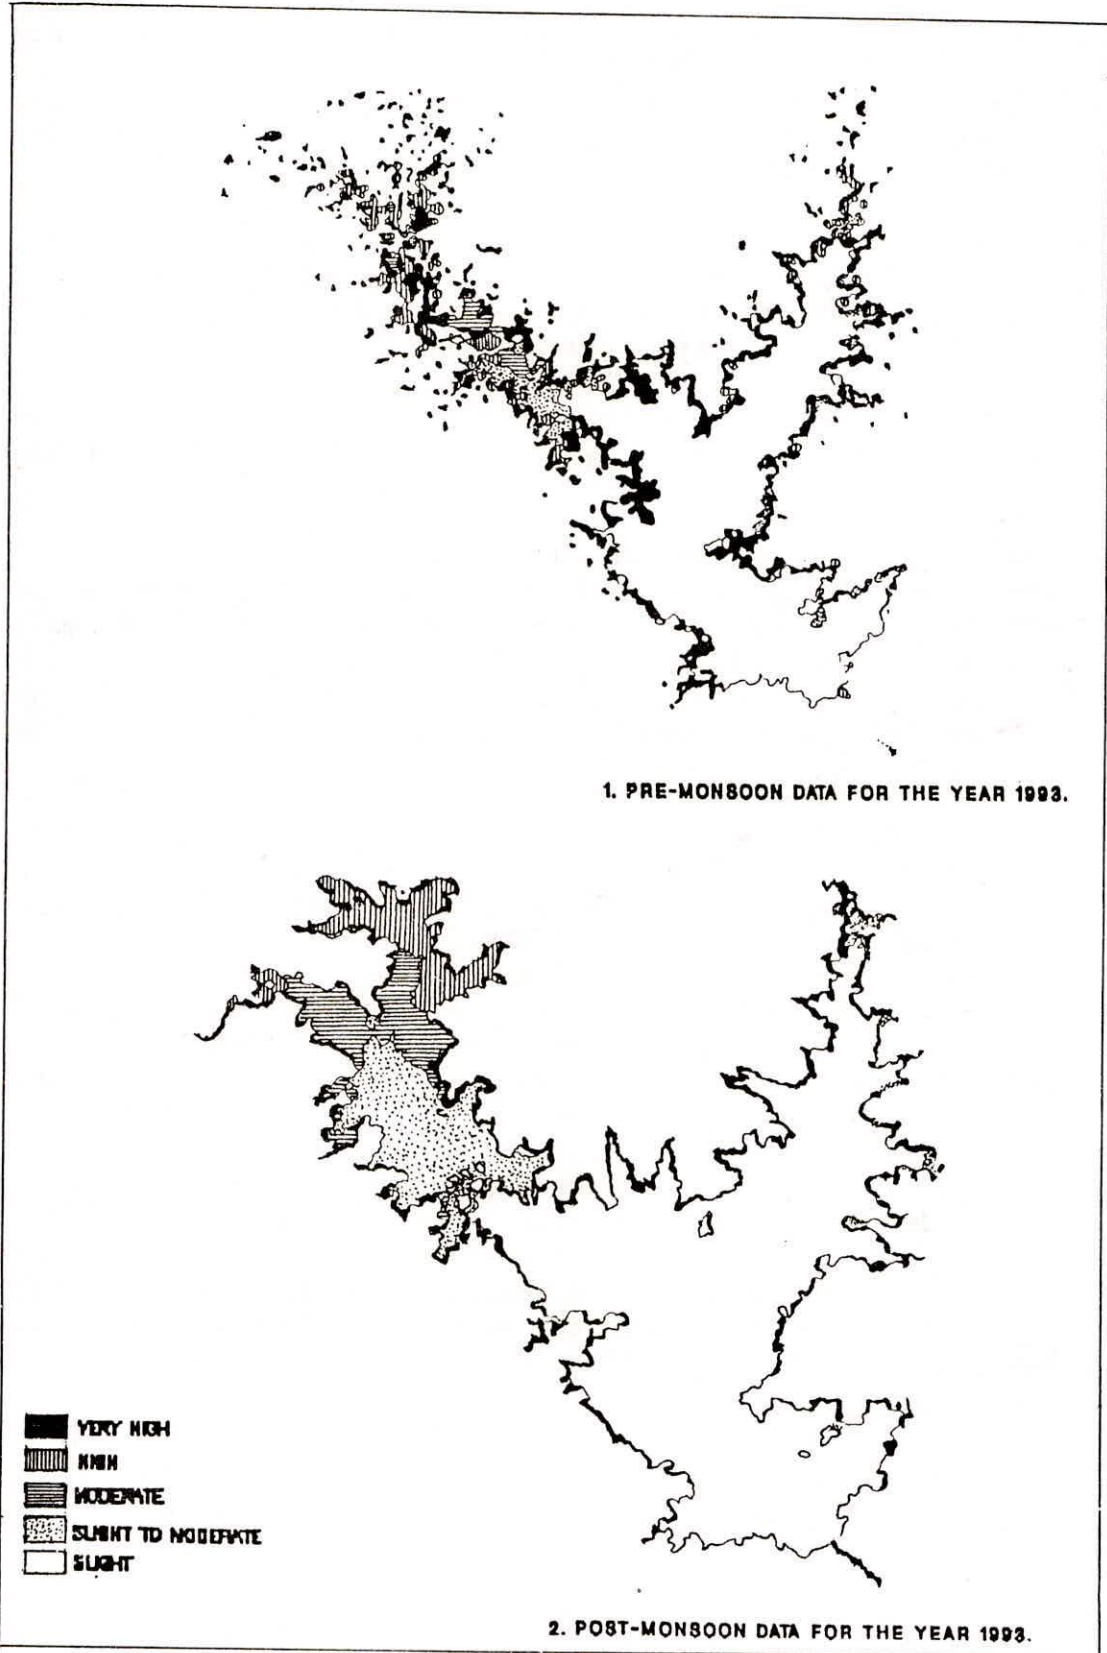 1. PRE-MONSOON DATA FOR THE YEAR 1993.
VERY HIGH
HIGH
MODERATE
SLIGHT TO MODERATE
SLIGHT
2. POST-MONSOON DATA FOR THE YEAR 1993.